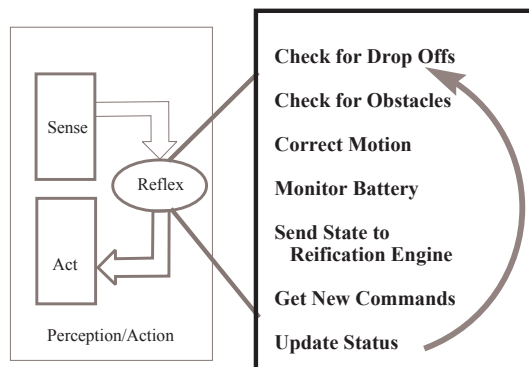 Sense
Reflex
Act
Perception/Action
Check for Drop Offs
Check for Obstacles
Correct Motion
Monitor Battery
Send State to
Reification Engine
Get New Commands
Update Status